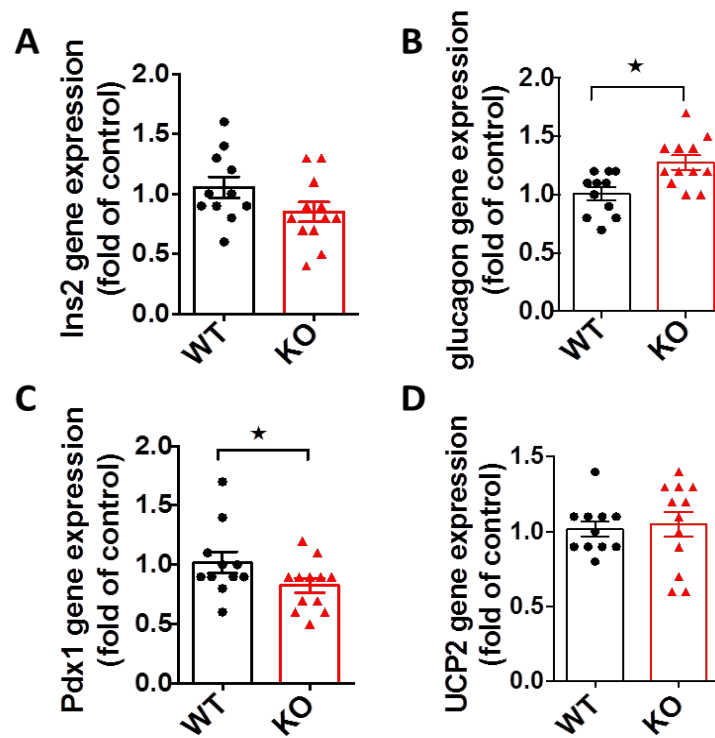 A
Ins2 gene expression
(fold of control)
2.0
1.5
1.0
0.5
0.0
WT
KO
B
glucagon gene expression
(fold of control)
2.0
1.5
1.0
0.5
0.0
★
WT
KO
C
Pdx1 gene expression
(fold of control)
2.0
1.5
1.0
0.5
0.0
★
WT
KO
D
UCP2 gene expression
(fold of control)
1.5
1.0
0.5
0.0
WT
KO